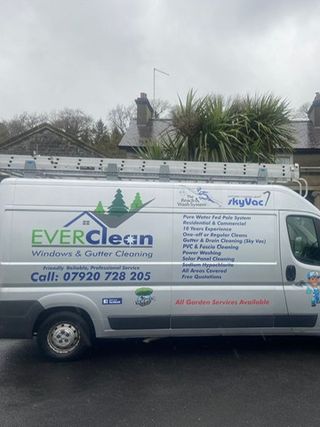 The
Reach &
Wash System
skyVac
EVERClean
Windows & Gutter Cleaning
Friendly Reliable, Professional Service
Call: 07920 728 205
Pure Water Fed Pole System
Residential & Commercial
10 Years Experience
One-off or Regular Cleans
Gutter & Drain Cleaning (Sky Vac)
PVC & Fascia Cleaning
Power Washing
Solar Panel Cleaning
Sodium Hypochlorite
All Areas Covered
Free Quotations
All Garden Services Available